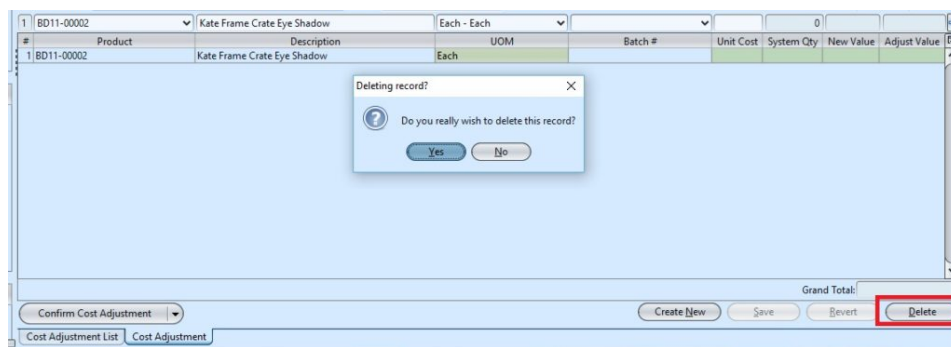 1 BD11-00002 Kate Frame Crate Eye Shadow Each - Each 0
# Product Description UOM Batch # Unit Cost System Qty New Value Adjust Value
1 BD11-00002 Kate Frame Crate Eye Shadow Each
Deleting record?
Do you really wish to delete this record?
Yes No
Grand Total:
Confirm Cost Adjustment Create New Save Revert Delete
Cost Adjustment List Cost Adjustment